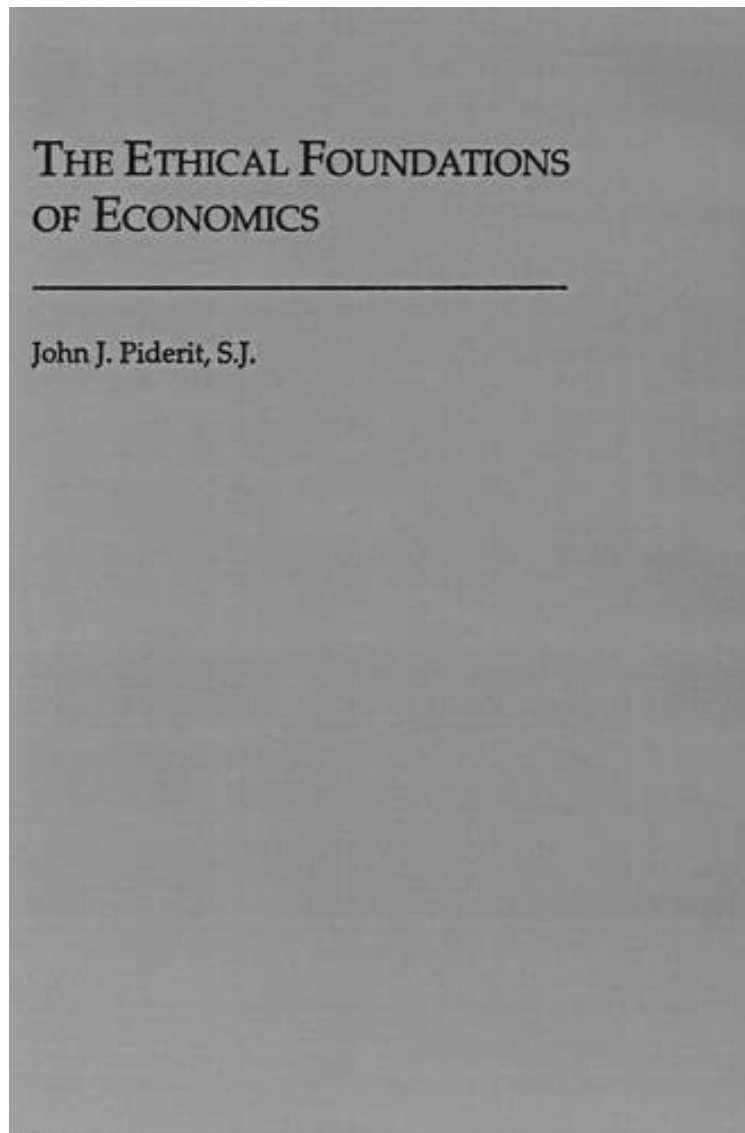 THE ETHICAL FOUNDATIONS
OF ECONOMICS
John J. Piderit, S.J.